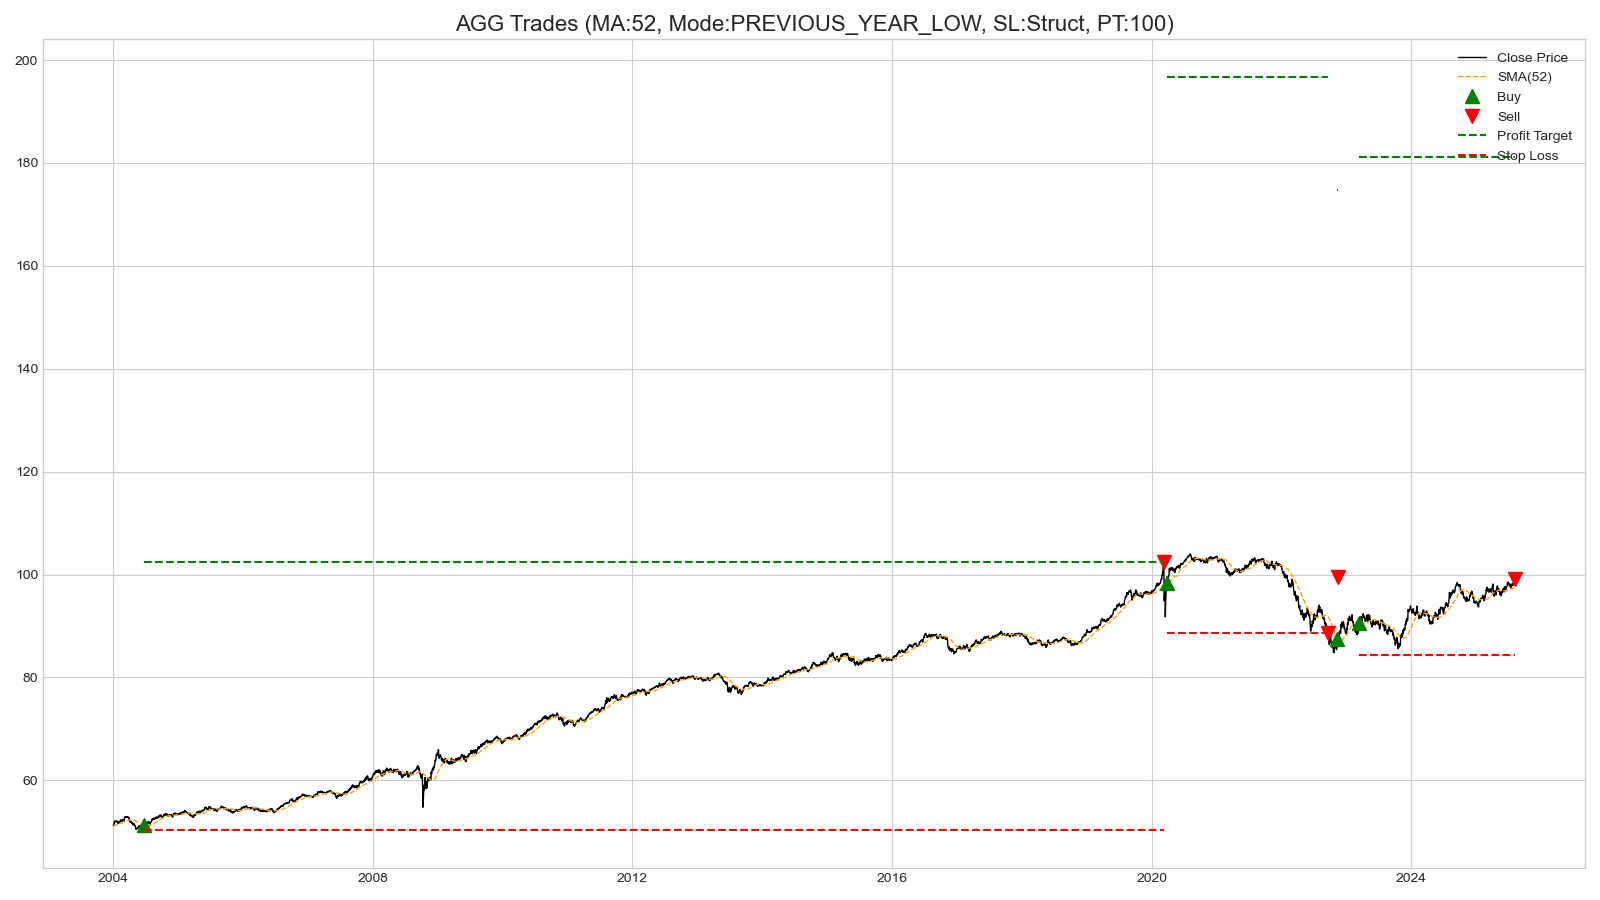 AGG Trades (MA:52, Mode:PREVIOUS_YEAR_LOW, SL:Struct, PT:100)
200
180
160
140
120
100
80
60
2004
2008
2012
2016
2020
2024
Close Price
SMA(52)
Buy
Sell
Profit Target
Stop Loss